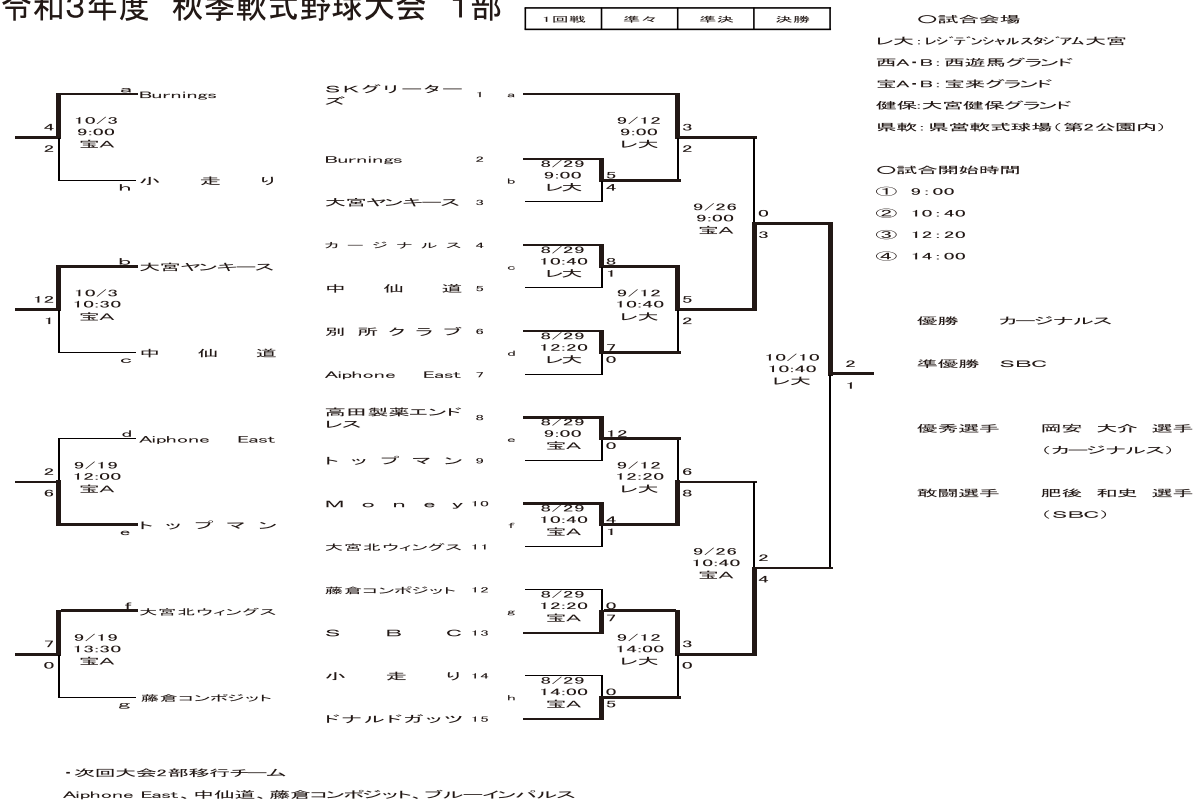 令和3年度 秋季軟式野球大会 1部
1回戦 準々 準決 決勝
〇試合会場
レ大：レジデンシャルスタジアム大宮
西A・B：西遊馬グランド
宝A・B：宝来グランド
健保：大宮健保グランド
県軟：県営軟式球場（第2公園内）
〇試合開始時間
① 9：00
② 10：40
③ 12：20
④ 14：00
優勝 カージナルス
準優勝 SBC
優秀選手 岡安 大介 選手
（カージナルス）
敢闘選手 肥後 和史 選手
（SBC）
a Burnings
4
10/3
9:00
宝A
2
h 小走り
b 大宮ヤンキース
12
10/3
10:30
宝A
1
c 中仙道
d Aiphone East
2
9/19
12:00
宝A
6
e トップマン
f 大宮北ウィングス
7
9/19
13:30
宝A
0
g 藤倉コンポジット
SKグリーターズ 1 a
Burnings 2
大宮ヤンキース 3
b
8/29
9:00
レ大
5
4
9/12
9:00
レ大
3
2
カージナルス 4
中仙道 5
c
8/29
10:40
レ大
8
1
別所クラブ 6
Aiphone East 7
d
8/29
12:20
レ大
7
0
9/12
10:40
レ大
5
2
9/26
9:00
宝A
0
3
高田製薬エンドレス 8
トップマン 9
e
8/29
9:00
宝A
12
0
Money 10
大宮北ウィングス 11
f
8/29
10:40
宝A
4
1
9/12
12:20
レ大
6
8
藤倉コンポジット 12
SBC 13
g
8/29
12:20
宝A
0
7
小走り 14
ドナルドガッツ 15
h
8/29
14:00
宝A
0
5
9/12
14:00
レ大
3
0
9/26
10:40
宝A
2
4
10/10
10:40
レ大
2
1
・次回大会2部移行チーム
Aiphone East、中仙道、藤倉コンポジット、ブルーインパルス